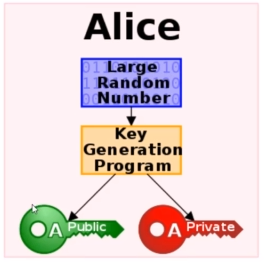 Alice
Large
Random
Number
Key
Generation
Program
A Public
A Private